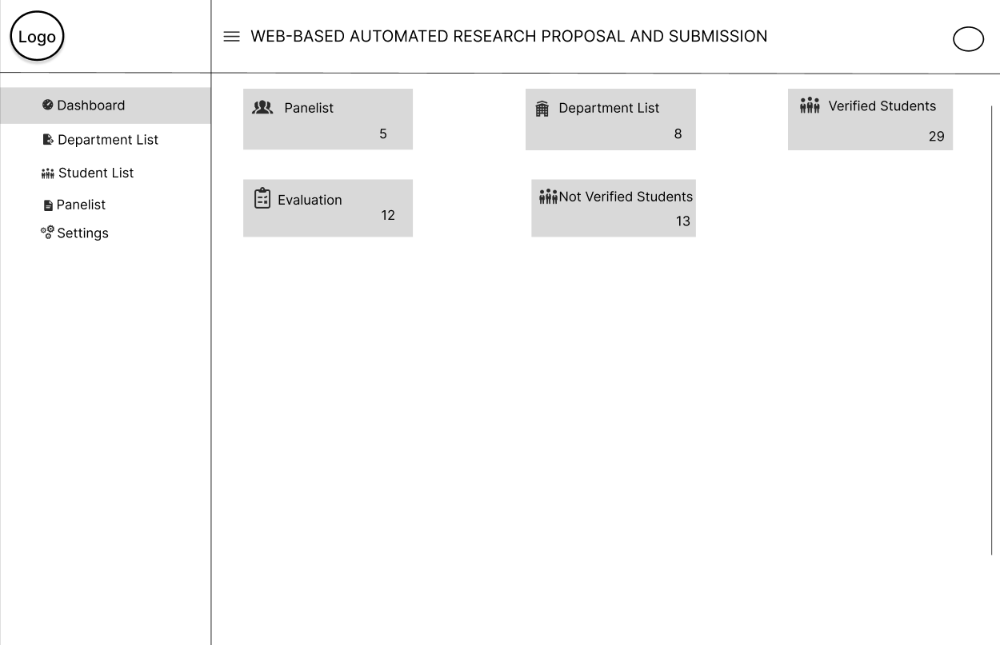 Logo
WEB-BASED AUTOMATED RESEARCH PROPOSAL AND SUBMISSION
Dashboard
Department List
Student List
Panelist
Settings
Panelist
5
Department List
8
Verified Students
29
Evaluation
12
Not Verified Students
13